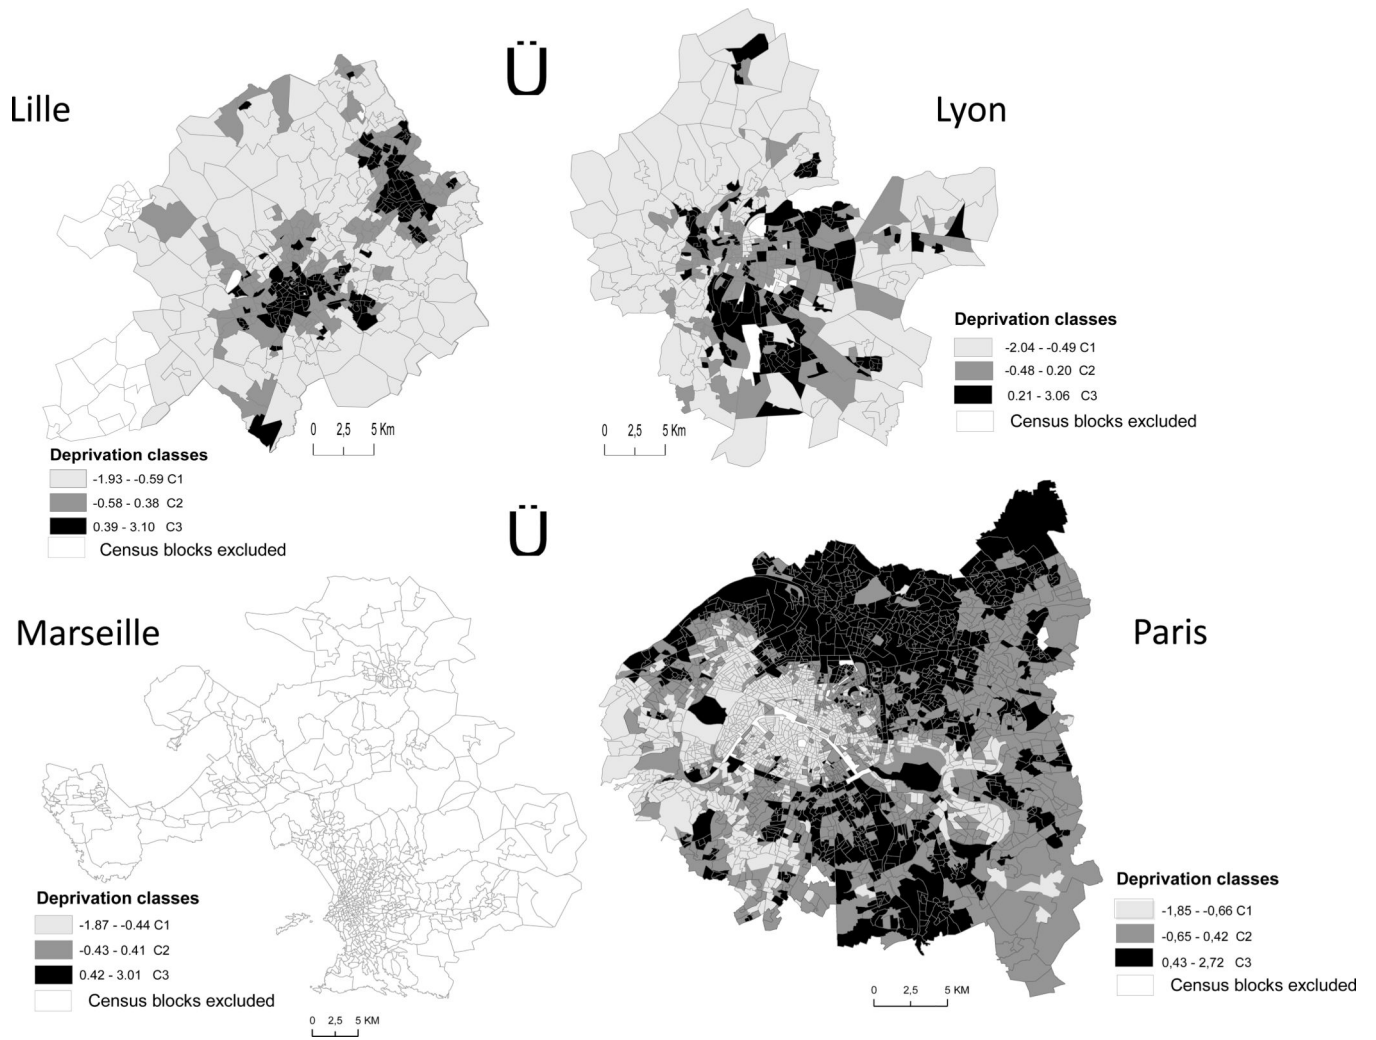 Lille
Ü
Lyon
Deprivation classes
-2.04 - -0.49 C1
-0.48 - 0.20 C2
0.21 - 3.06 C3
Census blocks excluded
0 2,5 5 Km
0 2,5 5 Km
Deprivation classes
-1.93 - -0.59 C1
-0.58 - 0.38 C2
0.39 - 3.10 C3
Census blocks excluded
Ü
Marseille
Paris
Deprivation classes
-1.87 - -0.44 C1
-0.43 - 0.41 C2
0.42 - 3.01 C3
Census blocks excluded
0 2,5 5 KM
Deprivation classes
-1,85 - -0,66 C1
-0,65 - 0,42 C2
0,43 - 2,72 C3
Census blocks excluded
0 2,5 5 KM